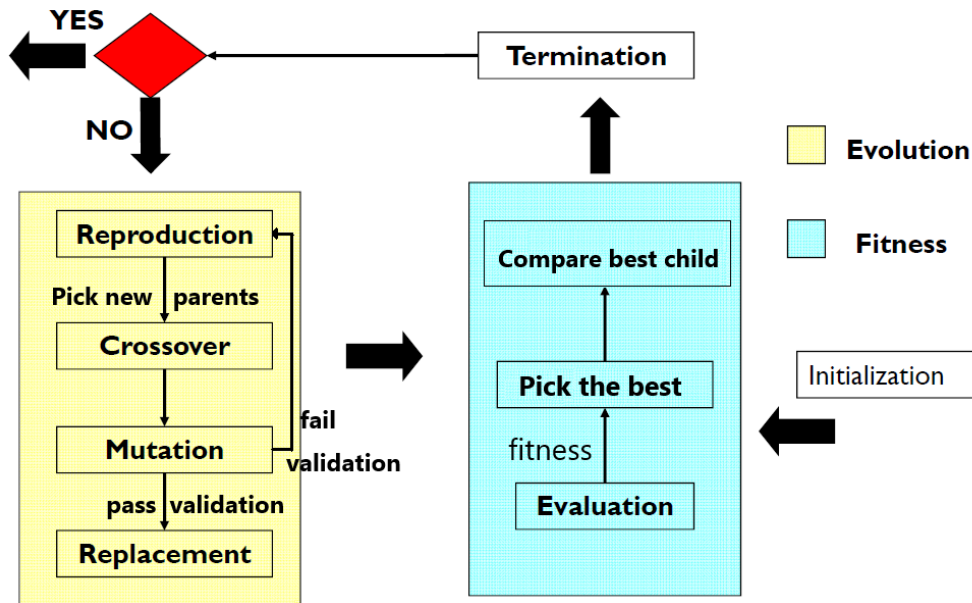 YES
Termination
NO
Evolution
Fitness
Reproduction
Pick new parents
Crossover
Mutation
fail
validation
pass validation
Replacement
Compare best child
Pick the best
fitness
Evaluation
Initialization